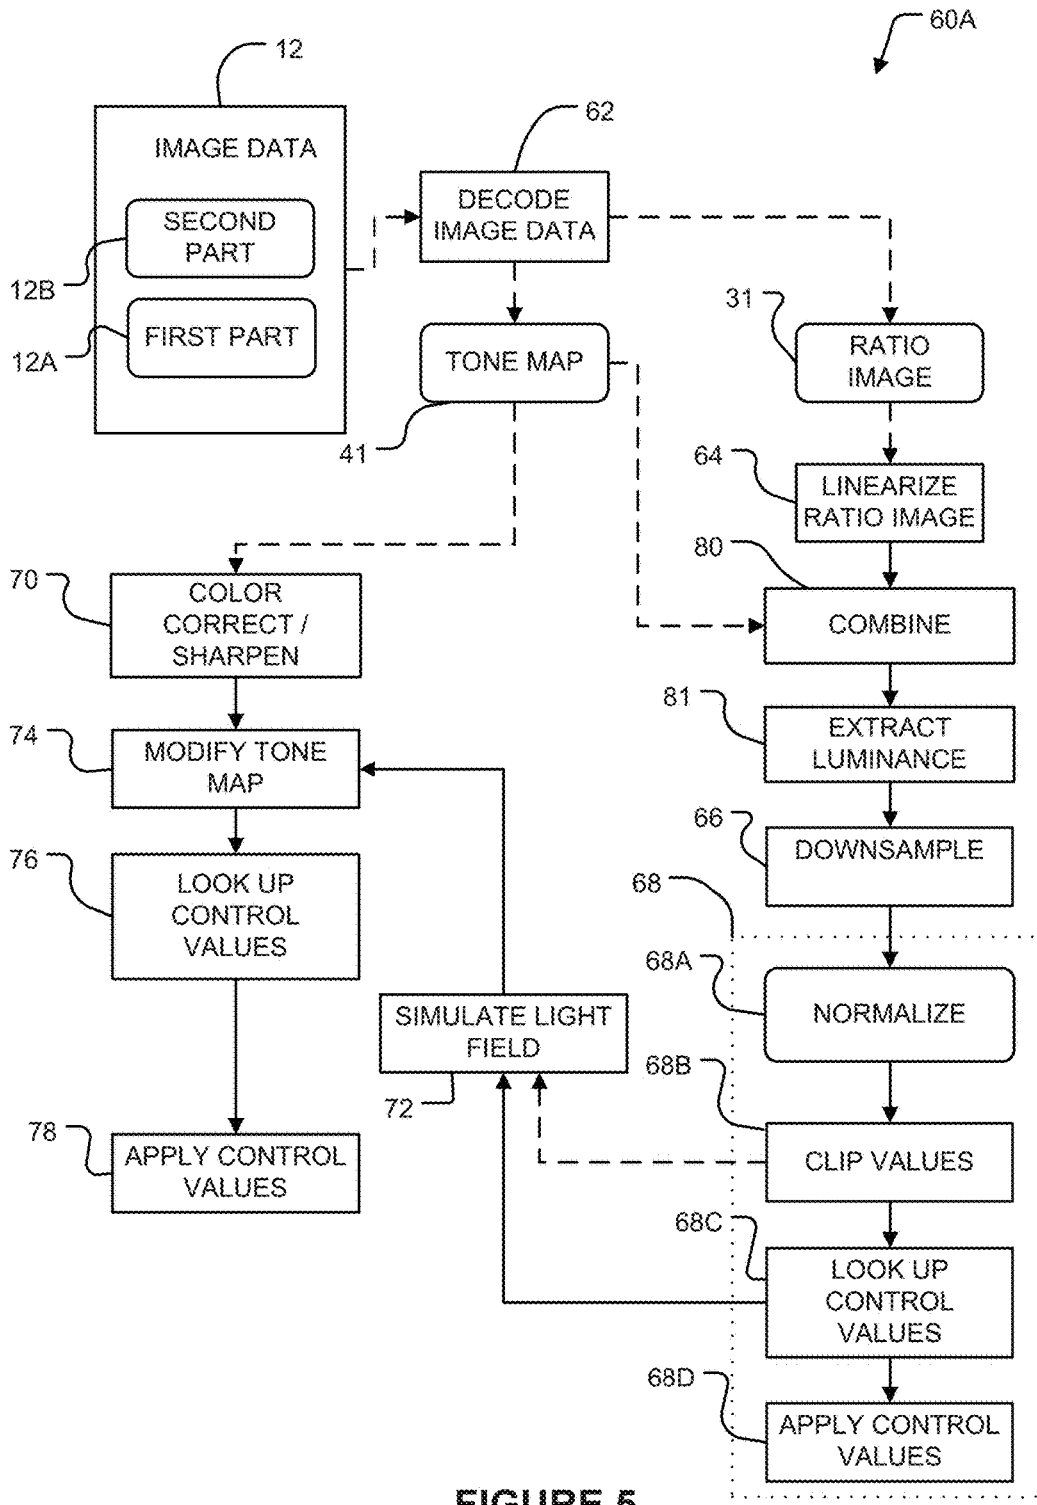 60A
12
IMAGE DATA
SECOND
PART
12B
FIRST PART
12A
62
DECODE
IMAGE DATA
TONE MAP
41
31
RATIO
IMAGE
64
LINEARIZE
RATIO IMAGE
80
COMBINE
81
EXTRACT
LUMINANCE
66
DOWNSAMPLE
70
COLOR
CORRECT /
SHARPEN
74
MODIFY TONE
MAP
76
LOOK UP
CONTROL
VALUES
78
APPLY CONTROL
VALUES
SIMULATE LIGHT
FIELD
72
68
68A
NORMALIZE
68B
CLIP VALUES
68C
LOOK UP
CONTROL
VALUES
68D
APPLY CONTROL
VALUES
FIGURE 5